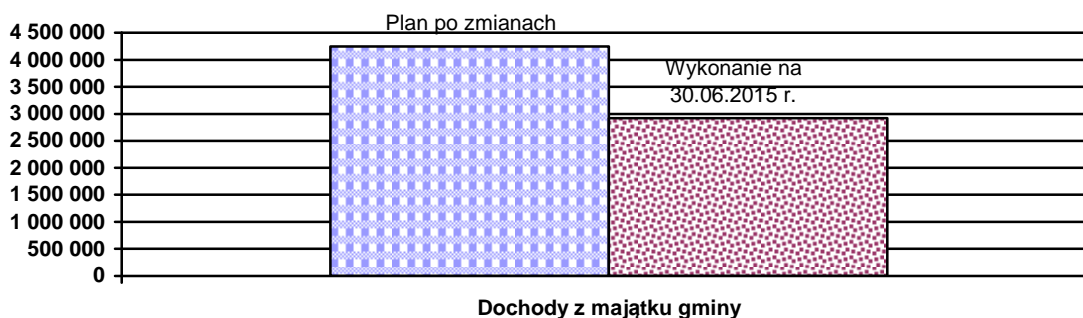 Plan po zmianach
4 500 000
4 000 000
Wykonanie na
30.06.2015 r.
3 500 000
3 000 000
2 500 000
2 000 000
1 500 000
1 000 000
500 000
0
Dochody z majątku gminy